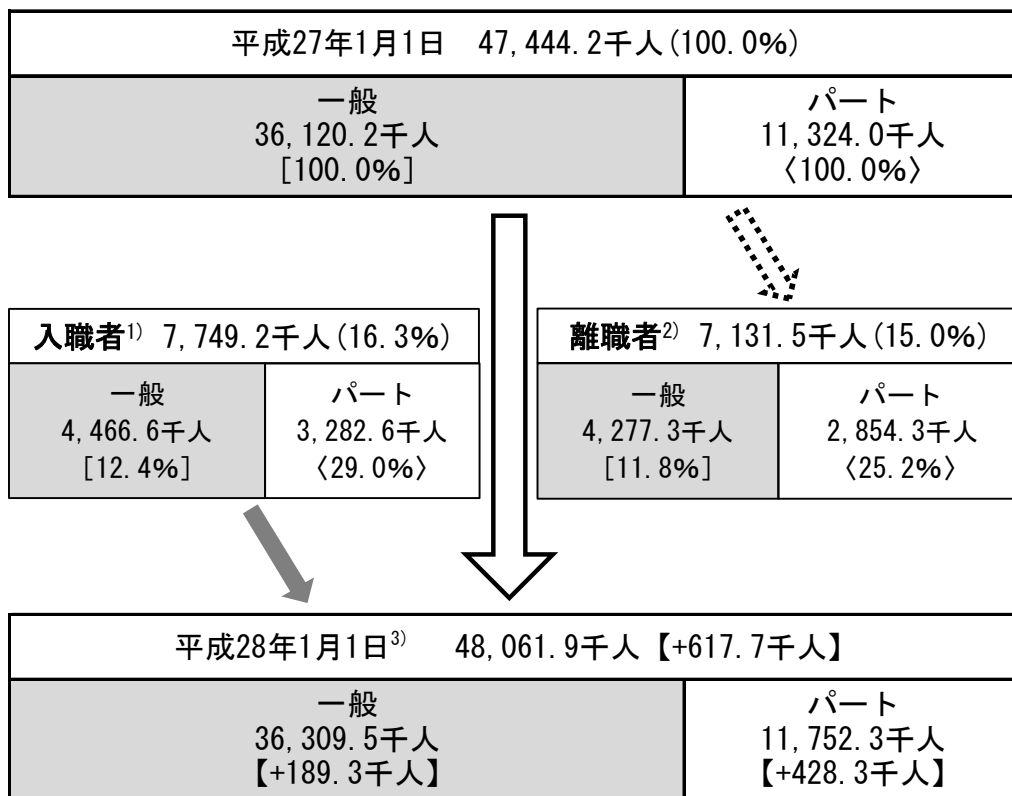 平成27年1月1日　47,444.2千人(100.0%)
一般
36,120.2千人
[100.0%]
パート
11,324.0千人
〈100.0%〉
入職者1) 7,749.2千人(16.3%)
一般
4,466.6千人
[12.4%]
パート
3,282.6千人
〈29.0%〉
離職者2) 7,131.5千人(15.0%)
一般
4,277.3千人
[11.8%]
パート
2,854.3千人
〈25.2%〉
平成28年1月1日3)　48,061.9千人【+617.7千人】
一般
36,309.5千人
【+189.3千人】
パート
11,752.3千人
【+428.3千人】